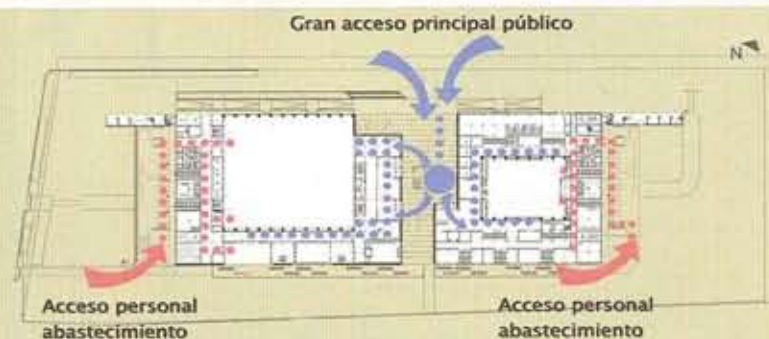 Gran acceso principal público
N
Acceso personal
abastecimiento
Acceso personal
abastecimiento